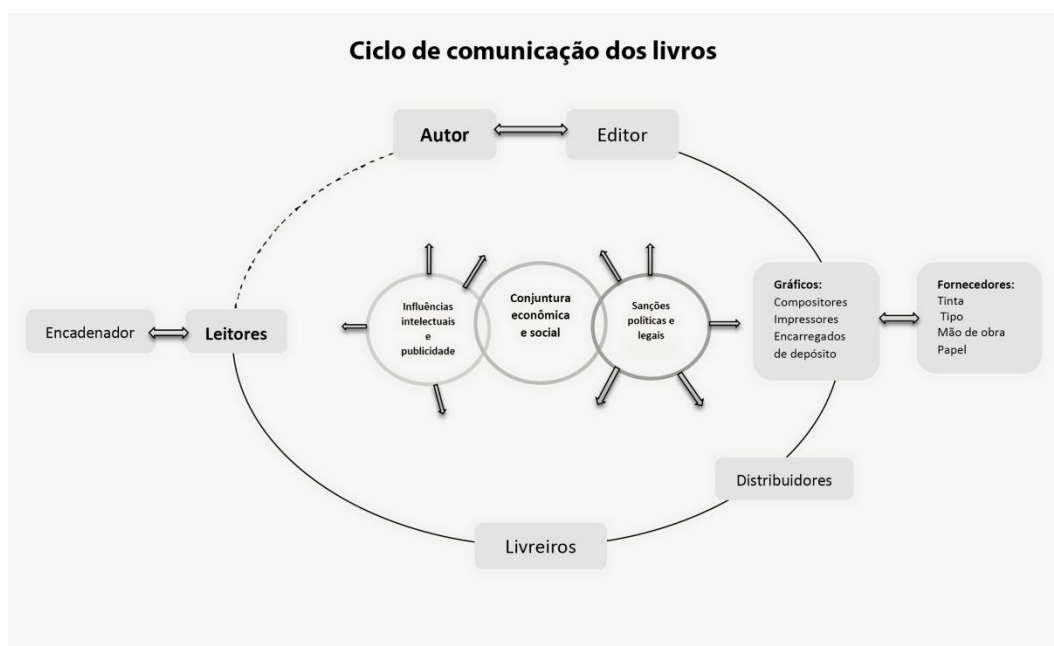 Ciclo de comunicação dos livros
Autor
Editor
Gráficos:
Compositores
Impressores
Encarregados
de depósito
Fornecedores:
Tinta
Tipo
Mão de obra
Papel
Influências
intelectuais
e
publicidade
Conjuntura
econômica
e social
Sanções
políticas e
legais
Encadenador
Leitores
Distribuidores
Livreiros